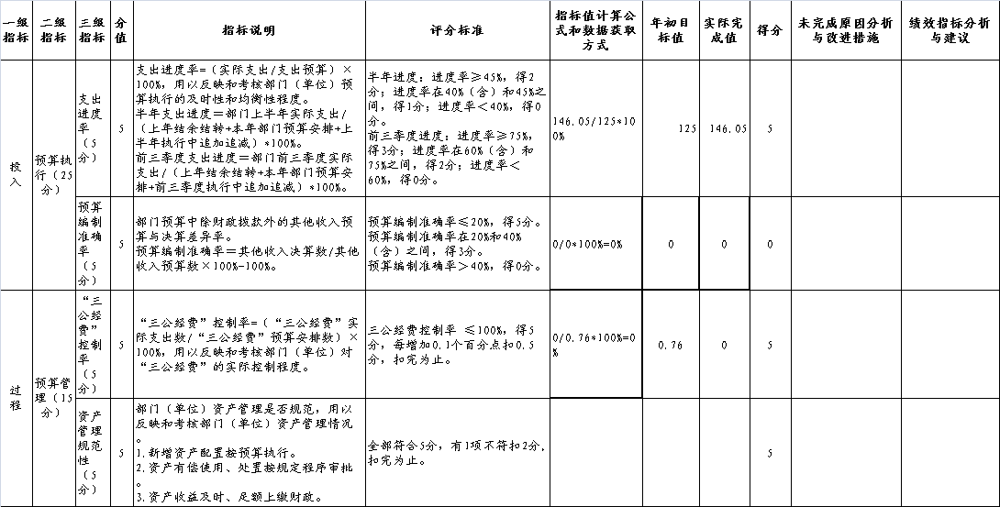 一级指标
二级指标
三级指标
分值
指标说明
评分标准
指标值计算公式和数据获取方式
年初目标值
实际完成值
得分
未完成原因分析与改进措施
绩效指标分析与建议
投入
预算执行（25分）
支出进度率（5分）
5
支出进度率=（实际支出/支出预算）×
100%，用以反映和考核部门（单位）预
算执行的及时性和均衡性程度。
半年支出进度＝部门上半年实际支出/
（上年结余结转+本年部门预算安排+上
半年执行中追加追减）*100%。
前三季度支出进度＝部门前三季度实际
支出/（上年结余结转+本年部门预算安
排+前三季度执行中追加追减）*100%。
半年进度：进度率≥45%，得2
分；进度率在40%（含）和45%之
间，得1分；进度率＜40%，得0
分。
前三季度进度：进度率≥75%，
得3分；进度率在60%（含）和
75%之间，得2分；进度率＜
60%，得0分。
146.05/125*10
0%
125
146.05
5
预算编制准确率（5分）
5
部门预算中除财政拨款外的其他收入预
算与决算差异率。
预算编制准确率＝其他收入决算数/其他
收入预算数×100%-100%。
预算编制准确率≤20%，得5分。
预算编制准确率在20%和40%
（含）之间，得3分。
预算编制准确率＞40%，得0分。
0/0*100%=0%
0
0
0
过程
预算管理（15分）
“三公经费”控制率（5分）
5
“三公经费”控制率=（“三公经费”实
际支出数/“三公经费”预算安排数）×
100%，用以反映和考核部门（单位）对
“三公经费”的实际控制程度。
三公经费控制率 ≤100%，得5
分，每增加0.1个百分点扣0.5
分，扣完为止。
0/0.76*100%=0
%
0.76
0
5
资产管理规范性（5分）
5
部门（单位）资产管理是否规范，用以
反映和考核部门（单位）资产管理情况
。
1.新增资产配置按预算执行。
2.资产有偿使用、处置按规定程序审批
。
3.资产收益及时、足额上缴财政。
全部符合5分，有1项不符扣2分，
扣完为止。
5